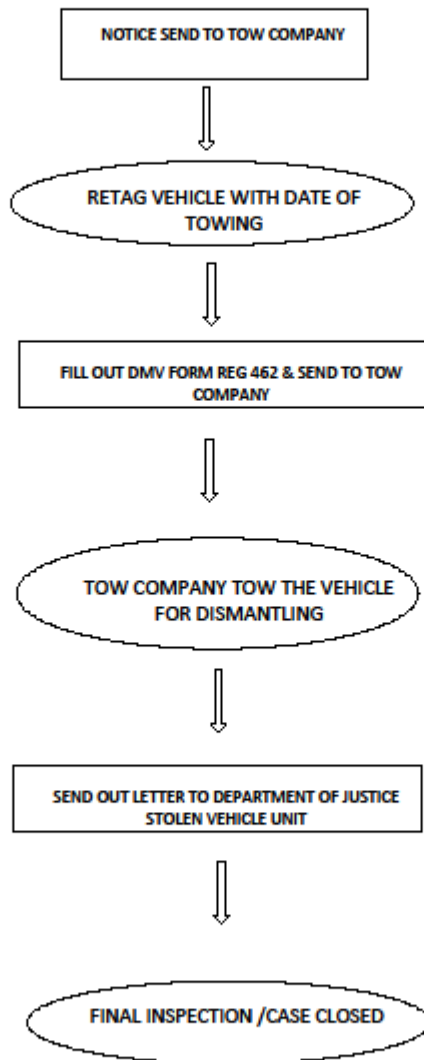 NOTICE SEND TO TOW COMPANY
RETAG VEHICLE WITH DATE OF
TOWING
FILL OUT DMV FORM REG 462 & SEND TO TOW
COMPANY
TOW COMPANY TOW THE VEHICLE
FOR DISMANTLING
SEND OUT LETTER TO DEPARTMENT OF JUSTICE
STOLEN VEHICLE UNIT
FINAL INSPECTION /CASE CLOSED